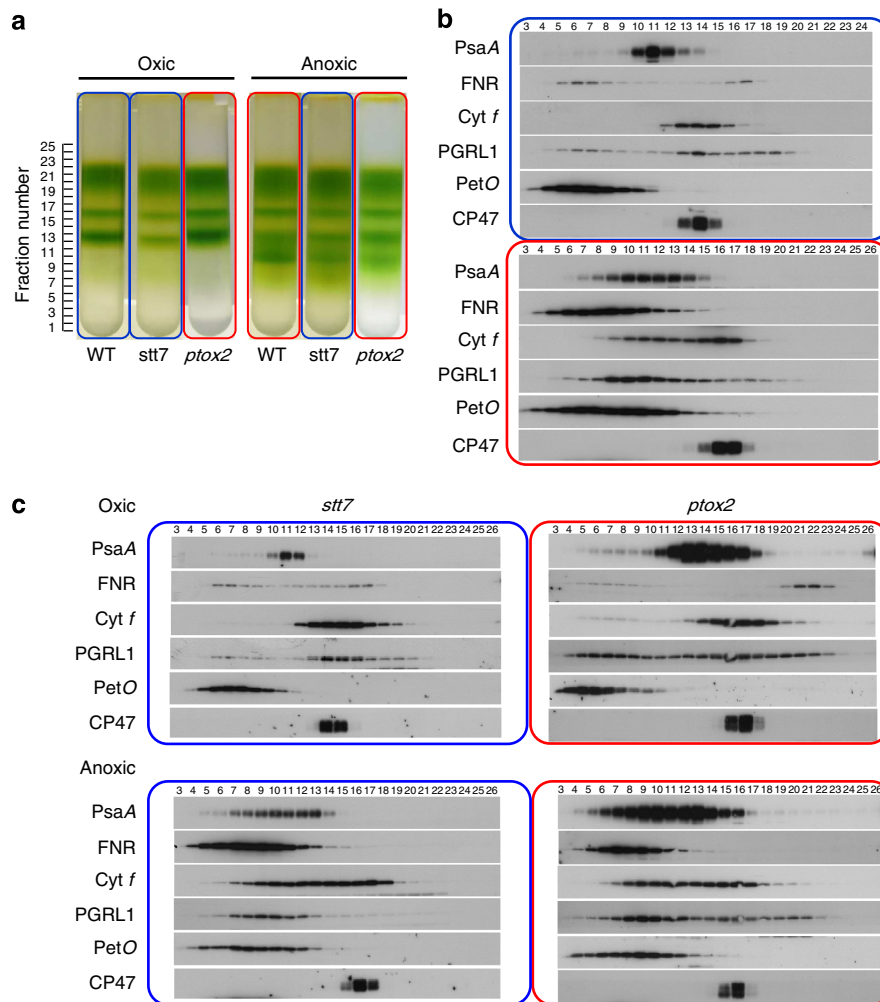 a
Oxic Anoxic
Fraction number
25
23
21
19
17
15
13
11
9
7
5
3
1
WT stt7 ptox2 WT stt7 ptox2
b
3 4 5 6 7 8 9 10 11 12 13 14 15 16 17 18 19 20 21 22 23 24
PsaA
FNR
Cyt f
PGRL1
PetO
CP47
3 4 5 6 7 8 9 10 11 12 13 14 15 16 17 18 19 20 21 22 23 24 26
PsaA
FNR
Cyt f
PGRL1
PetO
CP47
c
Oxic stt7 ptox2
3 4 5 6 7 8 9 10 11 12 13 14 15 16 17 18 19 20 21 22 23 24 25 26 3 4 5 6 7 8 9 10 11 12 13 14 15 16 17 18 19 20 21 22 23 24 25 26
PsaA
FNR
Cyt f
PGRL1
PetO
CP47
Anoxic
3 4 5 6 7 8 9 10 11 12 13 14 15 16 17 18 19 20 21 22 23 24 25 26 3 4 5 6 7 8 9 10 11 12 13 14 15 16 17 18 19 20 21 22 23 24 25 26
PsaA
FNR
Cyt f
PGRL1
PetO
CP47